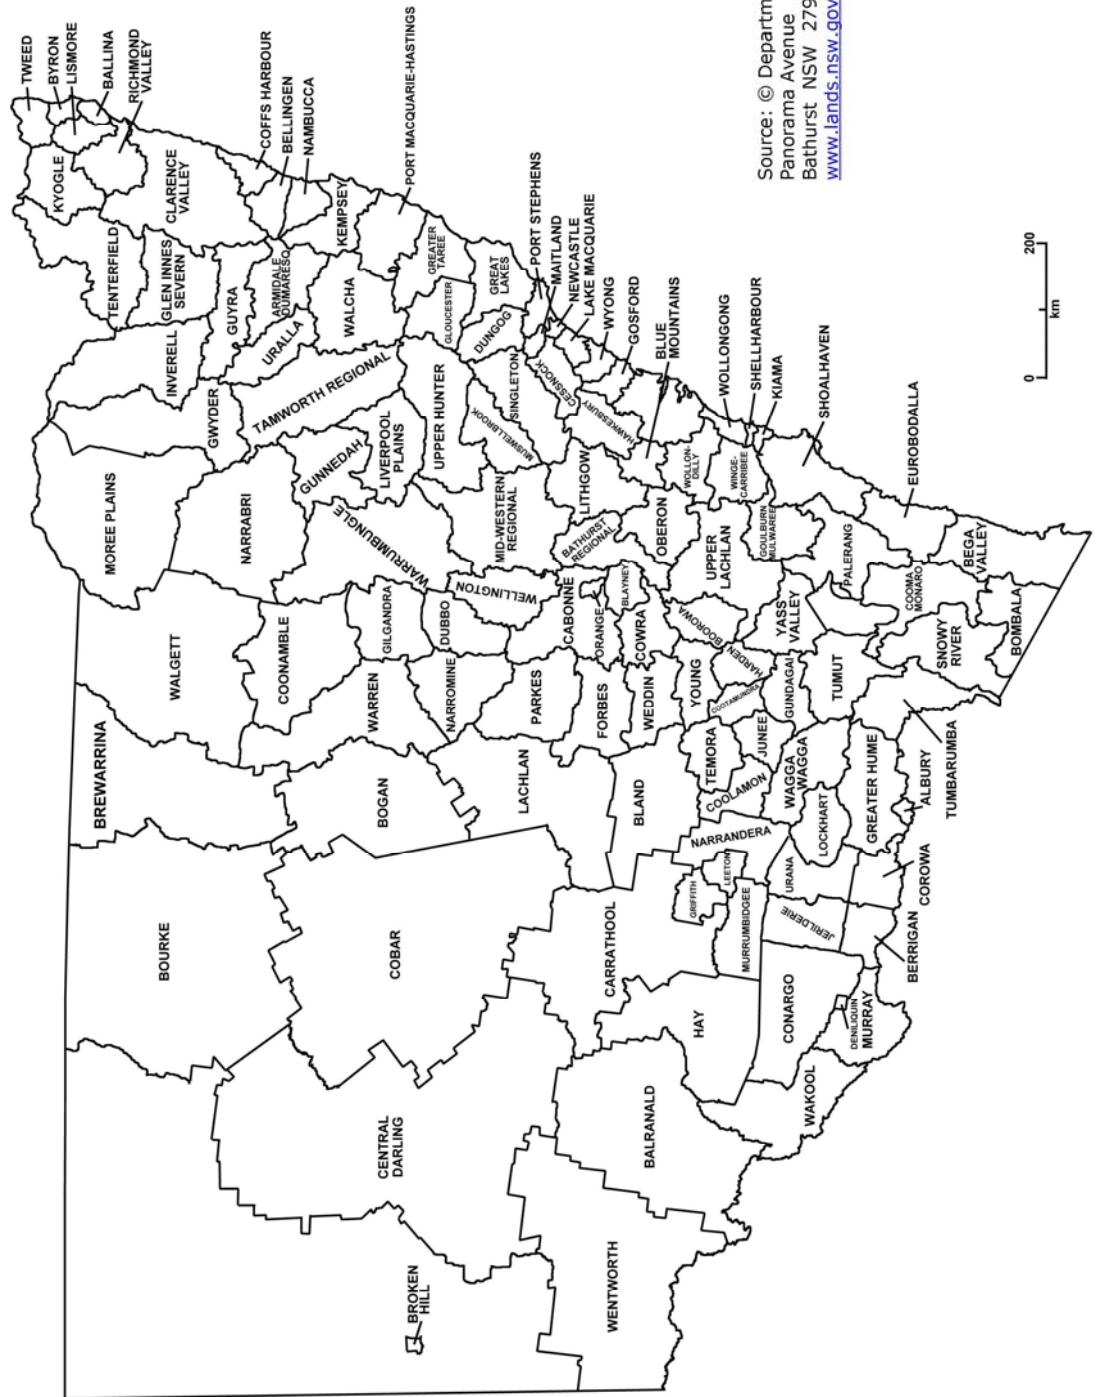 TWEED
BYRON
LISMORE
BALLINA
RICHMOND
VALLEY
KYOGLE
CLARENCE
VALLEY
COFFS HARBOUR
BELLINGEN
NAMBUCCA
KEMPSEY
PORT MACQUARIE-HASTINGS
TENTERFIELD
GLEN INNES
SEVERN
GUYRA
ARMIDALE
DUMARESQ
URALLA
WALCHA
GREATER
TAREE
GLOUCESTER
GREAT
LAKES
DUNGOG
PORT STEPHENS
MAITLAND
NEWCASTLE
LAKE MACQUARIE
WYONG
GOSFORD
BLUE
MOUNTAINS
WOLLONGONG
SHELLHARBOUR
KIAMA
SHOALHAVEN
EUROBODALLA
INVERELL
GWYDER
TAMWORTH REGIONAL
GUNNEDAH
LIVERPOOL
PLAINS
UPPER HUNTER
MUSWELLBROOK
SINGLETON
CESSNOCK
HAWKESBURY
MOREE PLAINS
NARRABRI
WARRUMBUNGLE
MID-WESTERN
REGIONAL
LITHGOW
BATHURST
REGIONAL
OBERON
WOLLON-
DILLY
WINGE-
CARRIBEE
UPPER
LACHLAN
GOULBURN
MULWAREE
PALERANG
COOMA
MONARO
BEGA
VALLEY
BOMBALA
SNOWY
RIVER
WALGETT
COONAMBLE
GILGANDRA
DUBBO
WELLINGTON
CABONNE
ORANGE
BLAYNEY
COWRA
BOOROWA
YASS
VALLEY
HARDEN
WARREN
NARROMINE
PARKES
FORBES
WEDDIN
YOUNG
COOTAMUNDRA
GUNDAGAI
TUMUT
BREWARRINA
BOGAN
LACHLAN
BLAND
TEMORA
JUNEE
COOLAMON
WAGGA
WAGGA
LOCKHART
GREATER HUME
ALBURY
TUMBARUMBA
BOURKE
COBAR
CARRATHOOL
GRIFFITH
LEETON
NARRANDERA
MURRUMBIDGEE
URANA
JERILDERIE
COROWA
BERRIGAN
HAY
CONARGO
DENILIQUIN
MURRAY
WAKOOL
CENTRAL
DARLING
BALRANALD
BROKEN
HILL
WENTWORTH
0
200
km
Source: © Departm
Panorama Avenue
Bathurst NSW 279
www.lands.nsw.gov